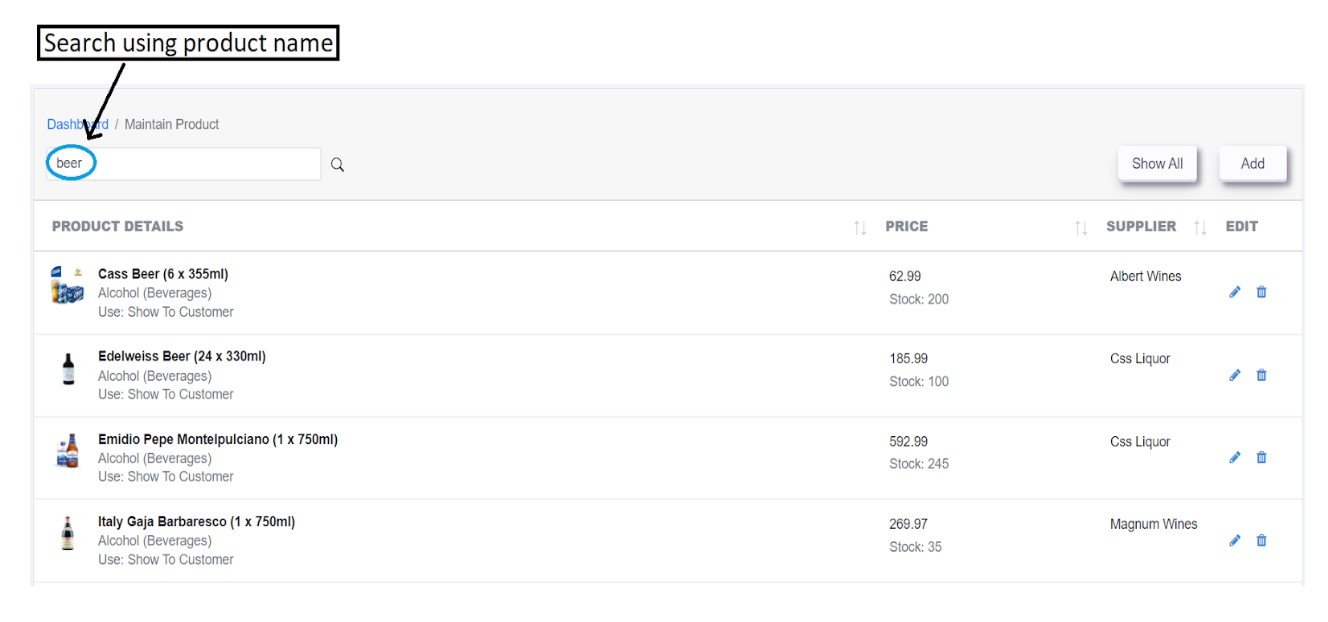 Search using product name
Dashboard / Maintain Product
beer
Show All
Add
PRODUCT DETAILS PRICE SUPPLIER EDIT
Cass Beer (6 x 355ml) 62.99 Albert Wines
Alcohol (Beverages) Stock: 200
Use: Show To Customer
Edelweiss Beer (24 x 330ml) 185.99 Css Liquor
Alcohol (Beverages) Stock: 100
Use: Show To Customer
Emidio Pepe Montelpulciano (1 x 750ml) 592.99 Css Liquor
Alcohol (Beverages) Stock: 245
Use: Show To Customer
Italy Gaja Barbaresco (1 x 750ml) 269.97 Magnum Wines
Alcohol (Beverages) Stock: 35
Use: Show To Customer